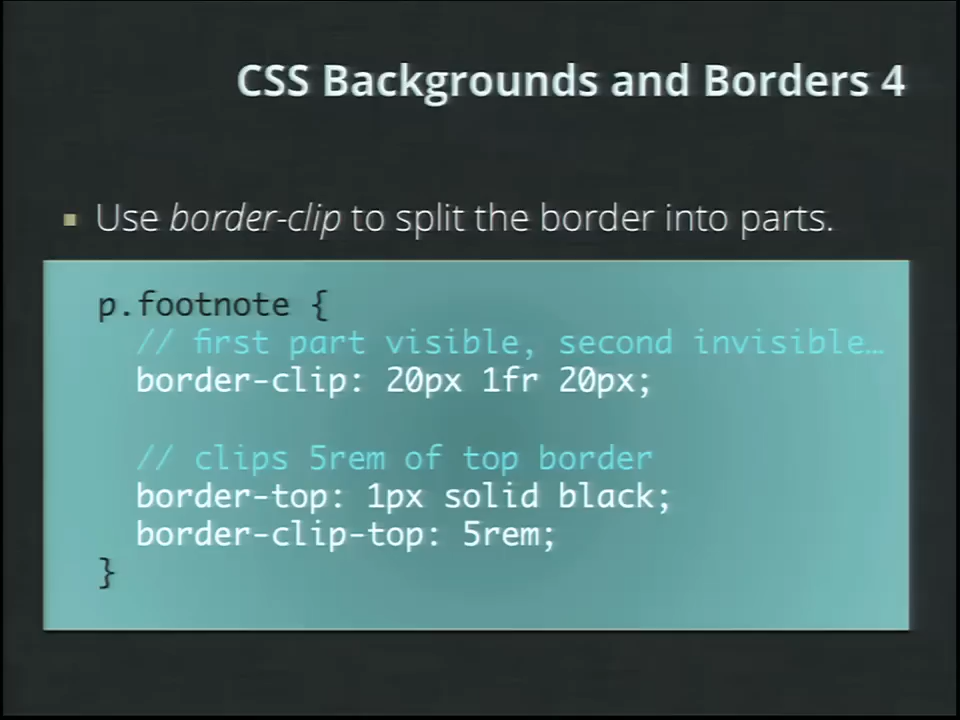 CSS Backgrounds and Borders 4
Use border-clip to split the border into parts.
p.footnote {
// first part visible, second invisible…
border-clip: 20px 1fr 20px;
// clips 5rem of top border
border-top: 1px solid black;
border-clip-top: 5rem;
}